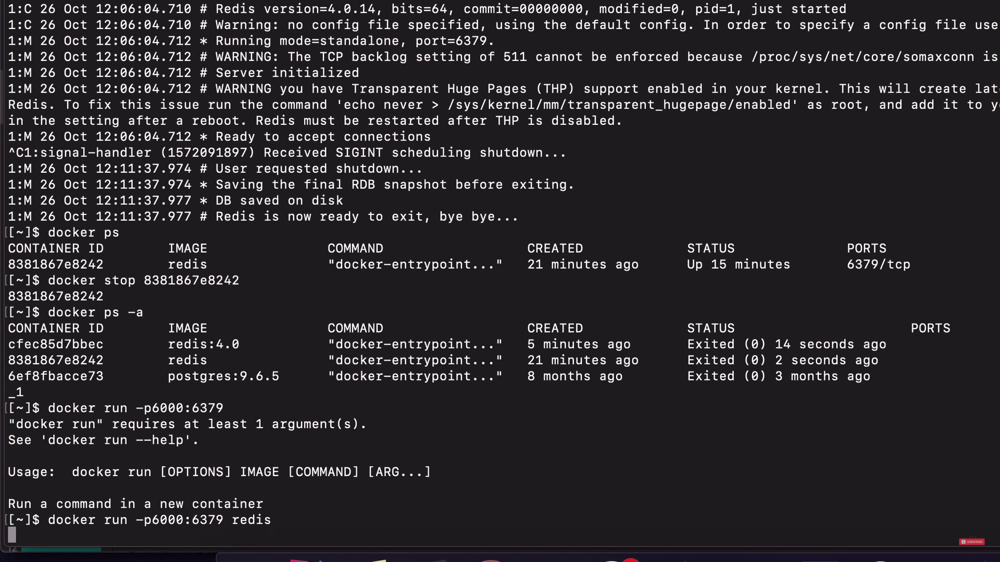 1:C 26 Oct 12:06:04.710 # Redis version=4.0.14, bits=64, commit=00000000, modified=0, pid=1, just started
1:C 26 Oct 12:06:04.710 # Warning: no config file specified, using the default config. In order to specify a config file use
1:M 26 Oct 12:06:04.712 * Running mode=standalone, port=6379.
1:M 26 Oct 12:06:04.712 # WARNING: The TCP backlog setting of 511 cannot be enforced because /proc/sys/net/core/somaxconn is
1:M 26 Oct 12:06:04.712 # Server initialized
1:M 26 Oct 12:06:04.712 # WARNING you have Transparent Huge Pages (THP) support enabled in your kernel. This will create lat
Redis. To fix this issue run the command 'echo never > /sys/kernel/mm/transparent_hugepage/enabled' as root, and add it to y
in the setting after a reboot. Redis must be restarted after THP is disabled.
1:M 26 Oct 12:06:04.712 * Ready to accept connections
^C1:signal-handler (1572091897) Received SIGINT scheduling shutdown...
1:M 26 Oct 12:11:37.974 # User requested shutdown...
1:M 26 Oct 12:11:37.974 * Saving the final RDB snapshot before exiting.
1:M 26 Oct 12:11:37.977 * DB saved on disk
1:M 26 Oct 12:11:37.977 # Redis is now ready to exit, bye bye...
[[~]$ docker ps
CONTAINER ID IMAGE COMMAND CREATED STATUS PORTS
8381867e8242 redis "docker-entrypoint..." 21 minutes ago Up 15 minutes 6379/tcp
[[~]$ docker stop 8381867e8242
8381867e8242
[[~]$ docker ps -a
CONTAINER ID IMAGE COMMAND CREATED STATUS PORTS
cfec85d7bbec redis:4.0 "docker-entrypoint..." 5 minutes ago Exited (0) 14 seconds ago
8381867e8242 redis "docker-entrypoint..." 21 minutes ago Exited (0) 2 seconds ago
6ef8fbacce73 postgres:9.6.5 "docker-entrypoint..." 8 months ago Exited (0) 3 months ago
_1
[[~]$ docker run -p6000:6379
"docker run" requires at least 1 argument(s).
See 'docker run --help'.
Usage: docker run [OPTIONS] IMAGE [COMMAND] [ARG...]
Run a command in a new container
[[~]$ docker run -p6000:6379 redis
SUBSCRIBE